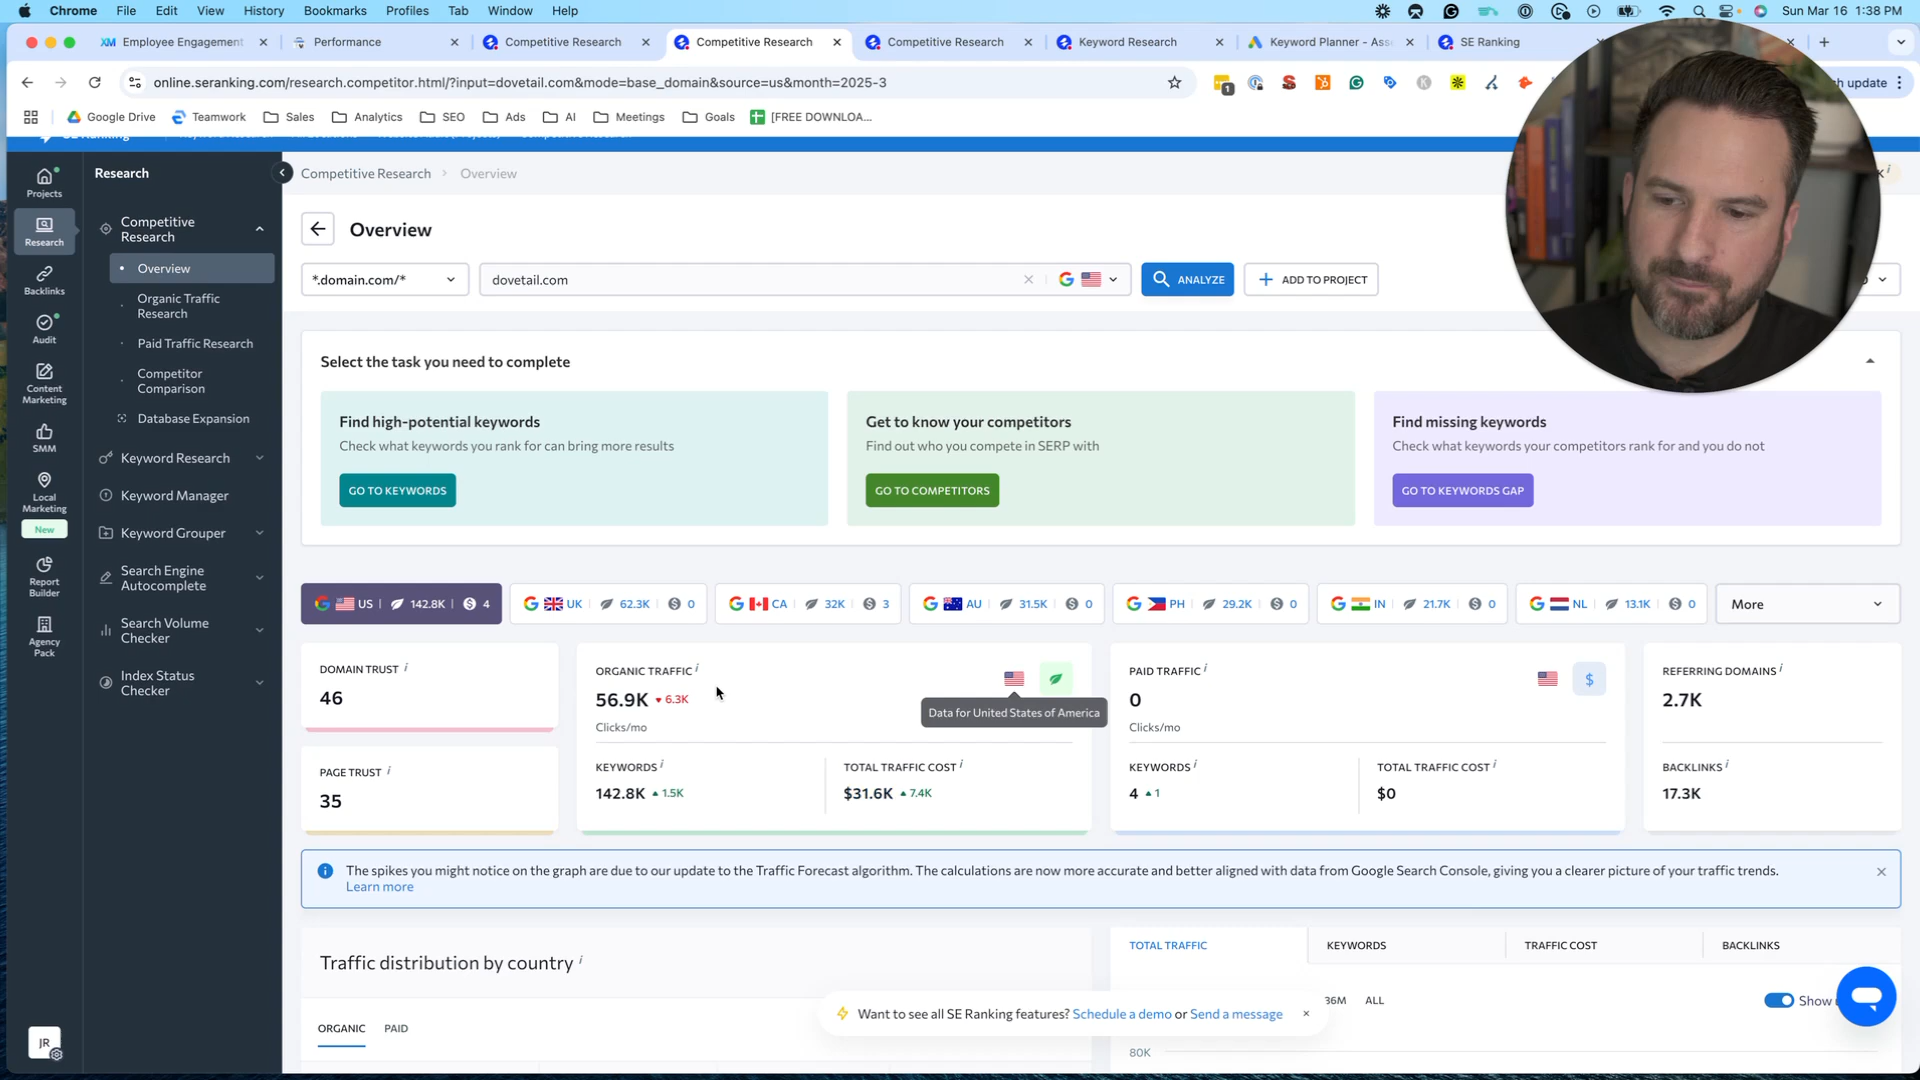 Chrome File Edit View History Bookmarks Profiles Tab Window Help Sun Mar 16 1:38 PM
XM Employee Engagement Performance Competitive Research Competitive Research Competitive Research Keyword Research Keyword Planner - Ass SE Ranking
online.seranking.com/research.competitor.html/?input=dovetail.com&mode=base_domain&source=us&month=2025-3 1 update
Google Drive Teamwork Sales Analytics SEO Ads AI Meetings Goals [FREE DOWNLOA...
Projects
Research
Backlinks
Audit
Content Marketing
SMM
Local Marketing
New
Report Builder
Agency Pack
JR
Research
Competitive Research
Overview
Organic Traffic Research
Paid Traffic Research
Competitor Comparison
Database Expansion
Keyword Research
Keyword Manager
Keyword Grouper
Search Engine Autocomplete
Search Volume Checker
Index Status Checker
Competitive Research Overview
Overview
*.domain.com/* dovetail.com ANALYZE + ADD TO PROJECT
Select the task you need to complete
Find high-potential keywords
Check what keywords you rank for can bring more results
GO TO KEYWORDS
Get to know your competitors
Find out who you compete in SERP with
GO TO COMPETITORS
Find missing keywords
Check what keywords your competitors rank for and you do not
GO TO KEYWORDS GAP
US 142.8K 4 UK 62.3K 0 CA 32K 3 AU 31.5K 0 PH 29.2K 0 IN 21.7K 0 NL 13.1K 0 More
DOMAIN TRUST i
46
PAGE TRUST i
35
ORGANIC TRAFFIC i
56.9K 6.3K
Clicks/mo
Data for United States of America
KEYWORDS i
142.8K 1.5K
TOTAL TRAFFIC COST i
$31.6K 7.4K
PAID TRAFFIC i
$
0
Clicks/mo
KEYWORDS i
4 1
TOTAL TRAFFIC COST i
$0
REFERRING DOMAINS i
2.7K
BACKLINKS i
17.3K
The spikes you might notice on the graph are due to our update to the Traffic Forecast algorithm. The calculations are now more accurate and better aligned with data from Google Search Console, giving you a clearer picture of your traffic trends.
Learn more
Traffic distribution by country i
ORGANIC PAID
TOTAL TRAFFIC KEYWORDS TRAFFIC COST BACKLINKS
36M ALL Show
80K
Want to see all SE Ranking features? Schedule a demo or Send a message ×